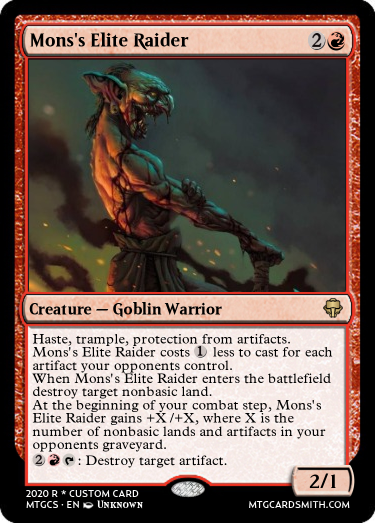 Mons's Elite Raider 2
Creature — Goblin Warrior
Haste, trample, protection from artifacts.
Mons's Elite Raider costs 1 less to cast for each
artifact your opponents control.
When Mons's Elite Raider enters the battlefield
destroy target nonbasic land.
At the beginning of your combat step, Mons's
Elite Raider gains +X /+X, where X is the
number of nonbasic lands and artifacts in your
opponents graveyard.
2 : Destroy target artifact.
2/1
2020 R * CUSTOM CARD
MTGCS • EN Unknown
MTGCARDSMITH.COM